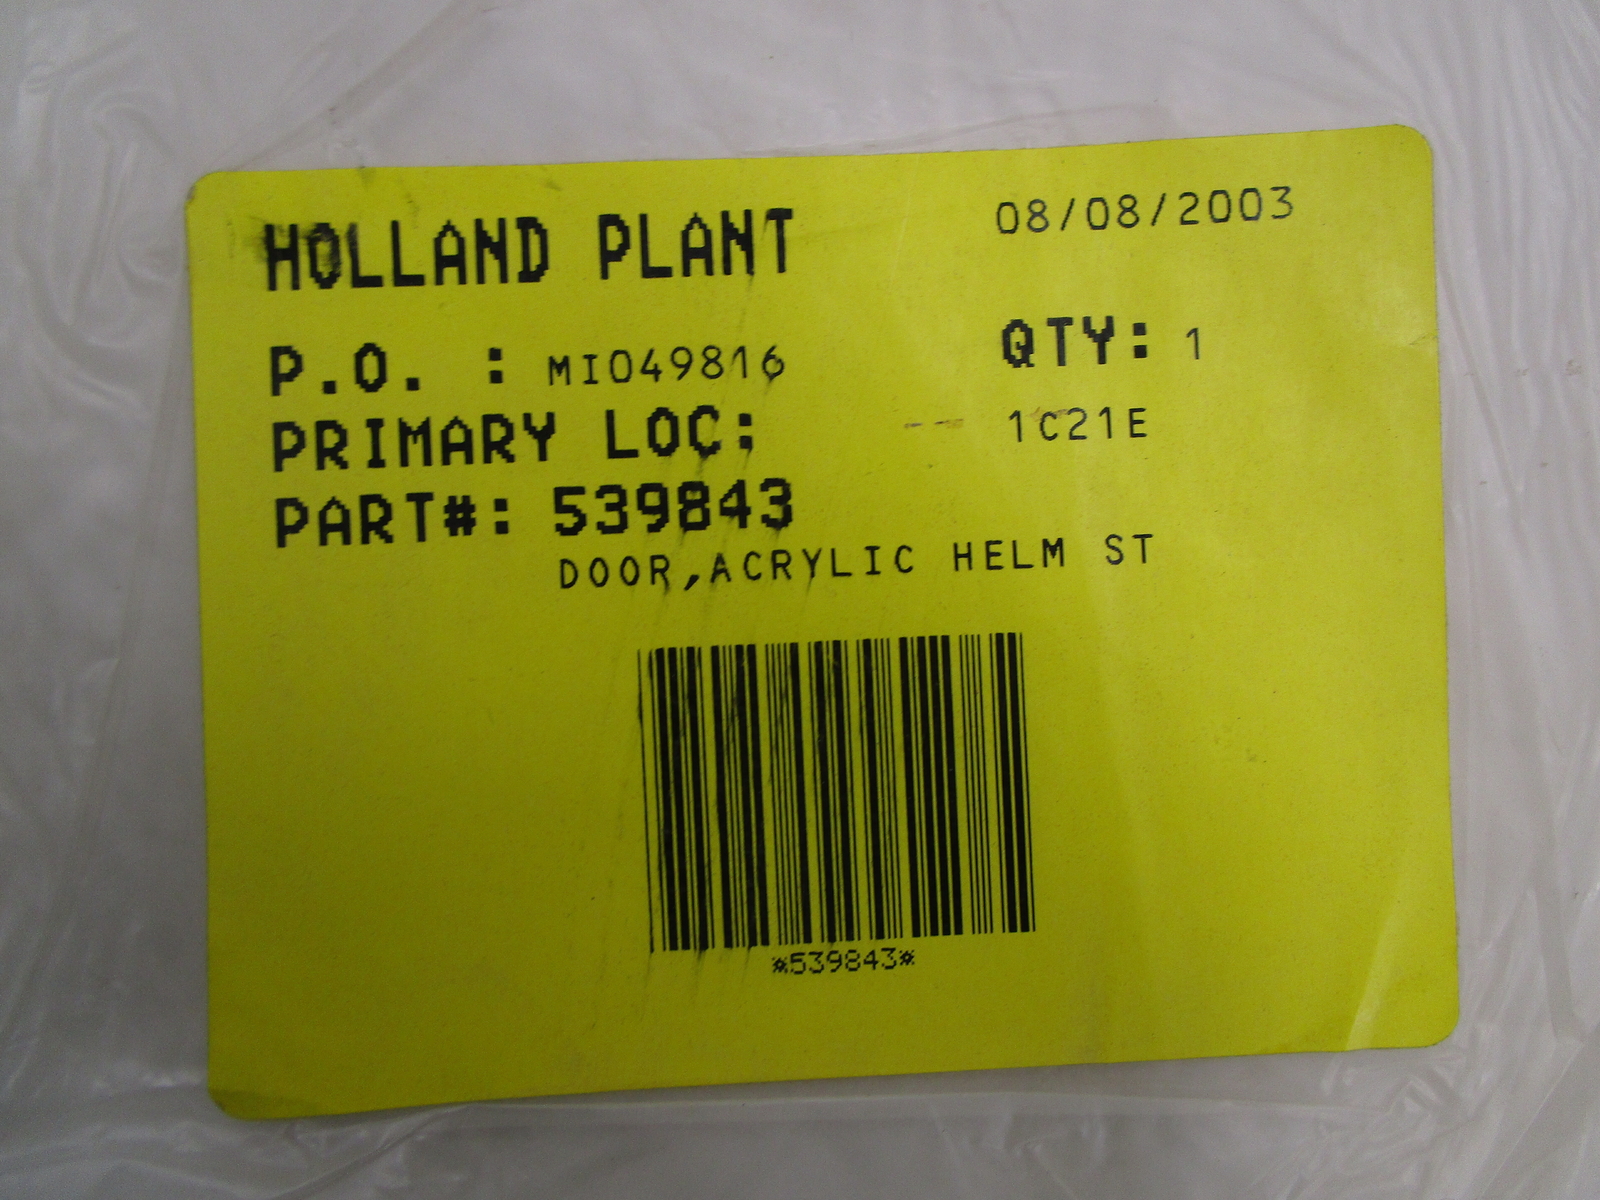 HOLLAND PLANT 08/08/2003
P.O. : MI049816 QTY: 1
PRIMARY LOC: 1C21E
PART#: 539843
DOOR,ACRYLIC HELM ST
*539843*